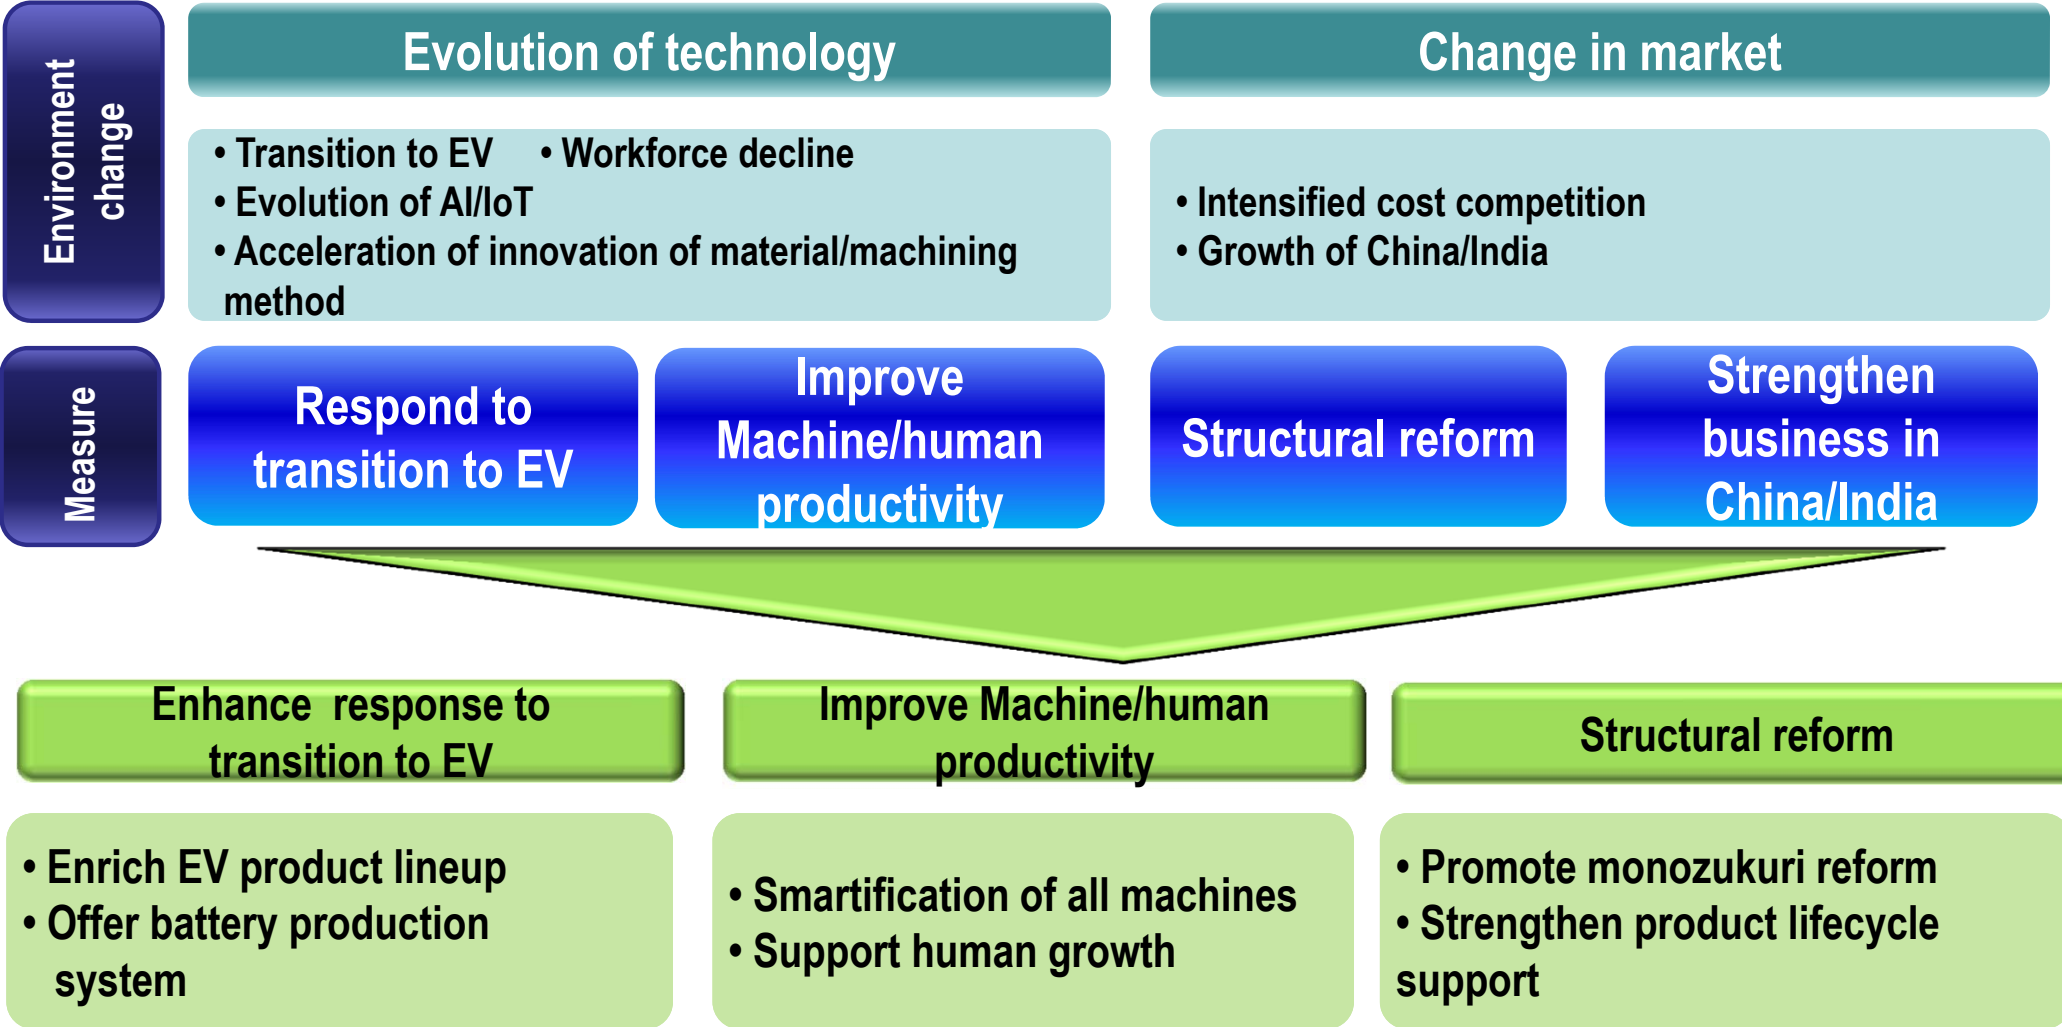 Environment
change
Evolution of technology
Change in market
• Transition to EV • Workforce decline
• Evolution of AI/IoT
• Acceleration of innovation of material/machining
method
• Intensified cost competition
• Growth of China/India
Measure
Respond to
transition to EV
Improve
Machine/human
productivity
Structural reform
Strengthen
business in
China/India
Enhance response to
transition to EV
Improve Machine/human
productivity
Structural reform
• Enrich EV product lineup
• Offer battery production
system
• Smartification of all machines
• Support human growth
• Promote monozukuri reform
• Strengthen product lifecycle
support